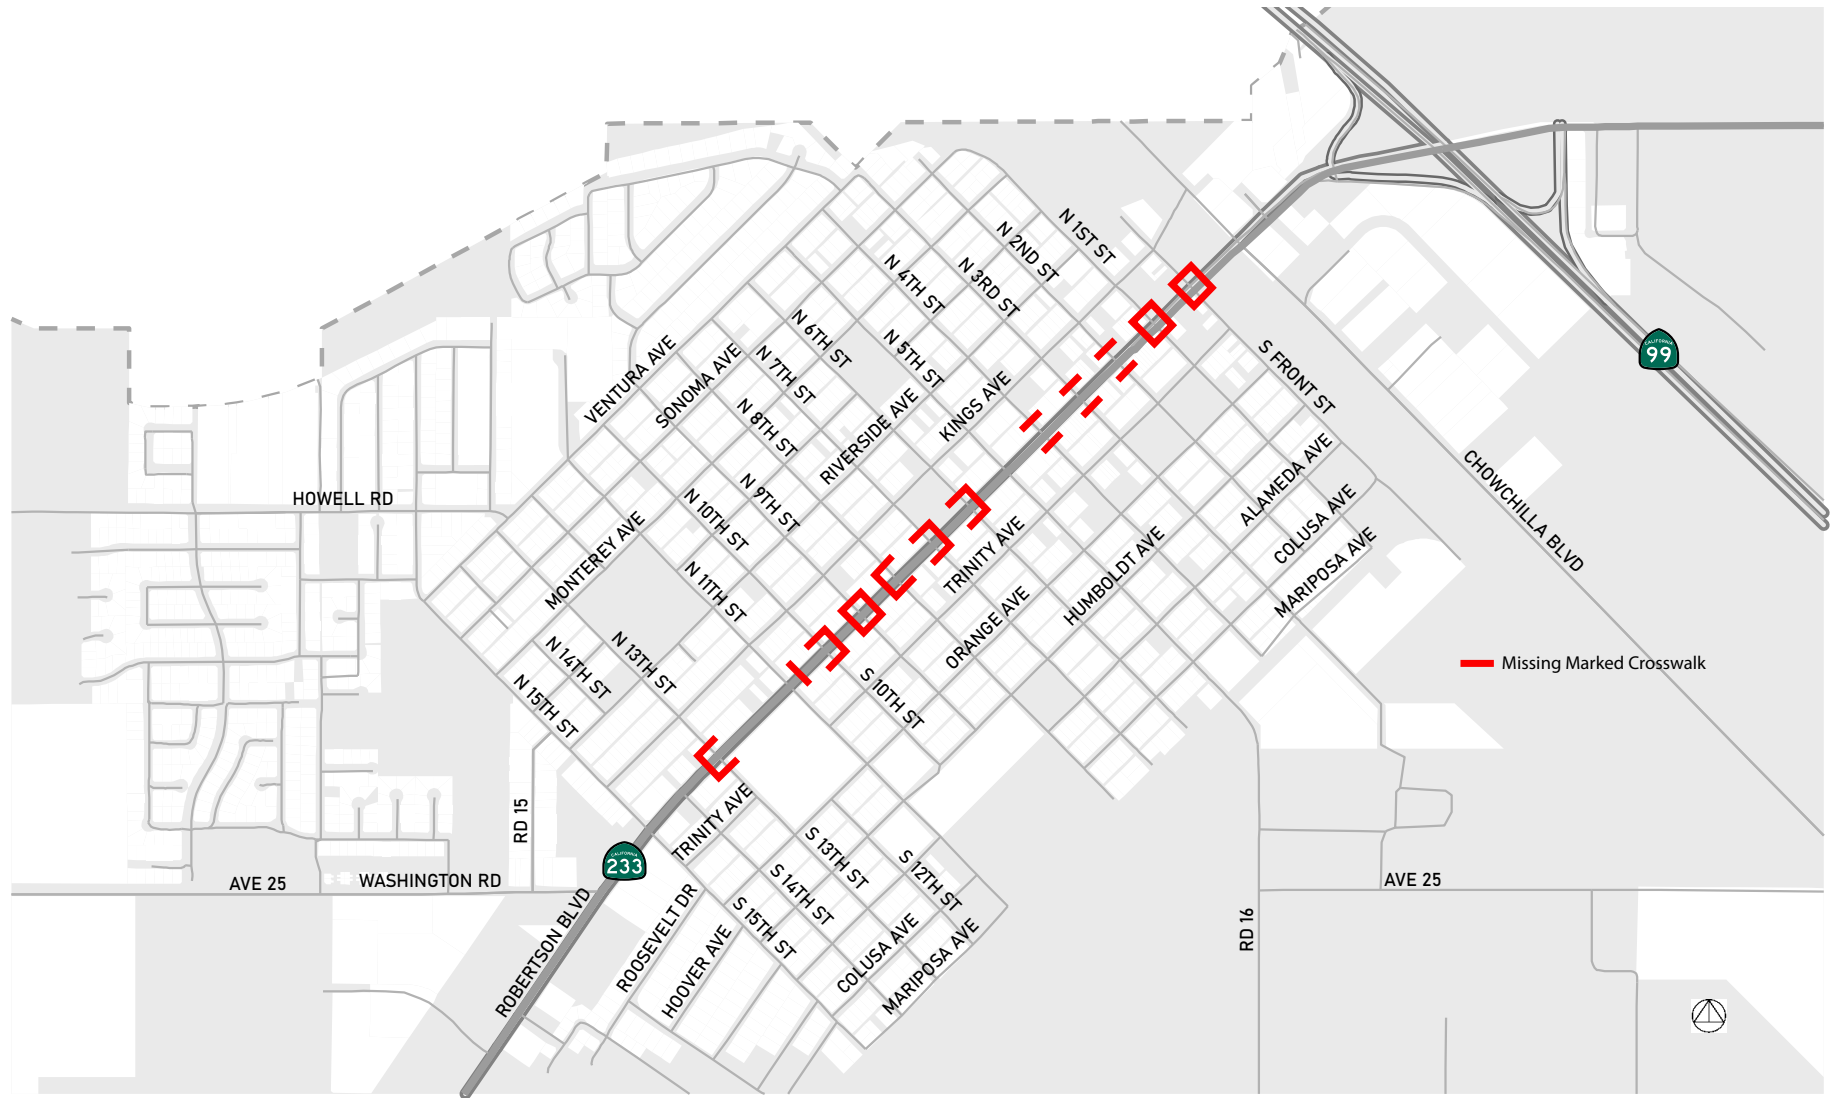 N 1ST ST
N 2ND ST
N 3RD ST
N 4TH ST
N 5TH ST
N 6TH ST
N 7TH ST
N 8TH ST
N 9TH ST
N 10TH ST
N 11TH ST
N 13TH ST
N 14TH ST
N 15TH ST
VENTURA AVE
SONOMA AVE
RIVERSIDE AVE
KINGS AVE
MONTEREY AVE
HOWELL RD
S FRONT ST
CALIFORNIA
99
CHOWCHILLA BLVD
ALAMEDA AVE
COLUSA AVE
MARIPOSA AVE
TRINITY AVE
HUMBOLDT AVE
ORANGE AVE
S 10TH ST
Missing Marked Crosswalk
RD 15
TRINITY AVE
CALIFORNIA
233
AVE 25
WASHINGTON RD
ROBERTSON BLVD
ROOSEVELT DR
HOOVER AVE
S 12TH ST
S 13TH ST
S 14TH ST
S 15TH ST
COLUSA AVE
MARIPOSA AVE
RD 16
AVE 25